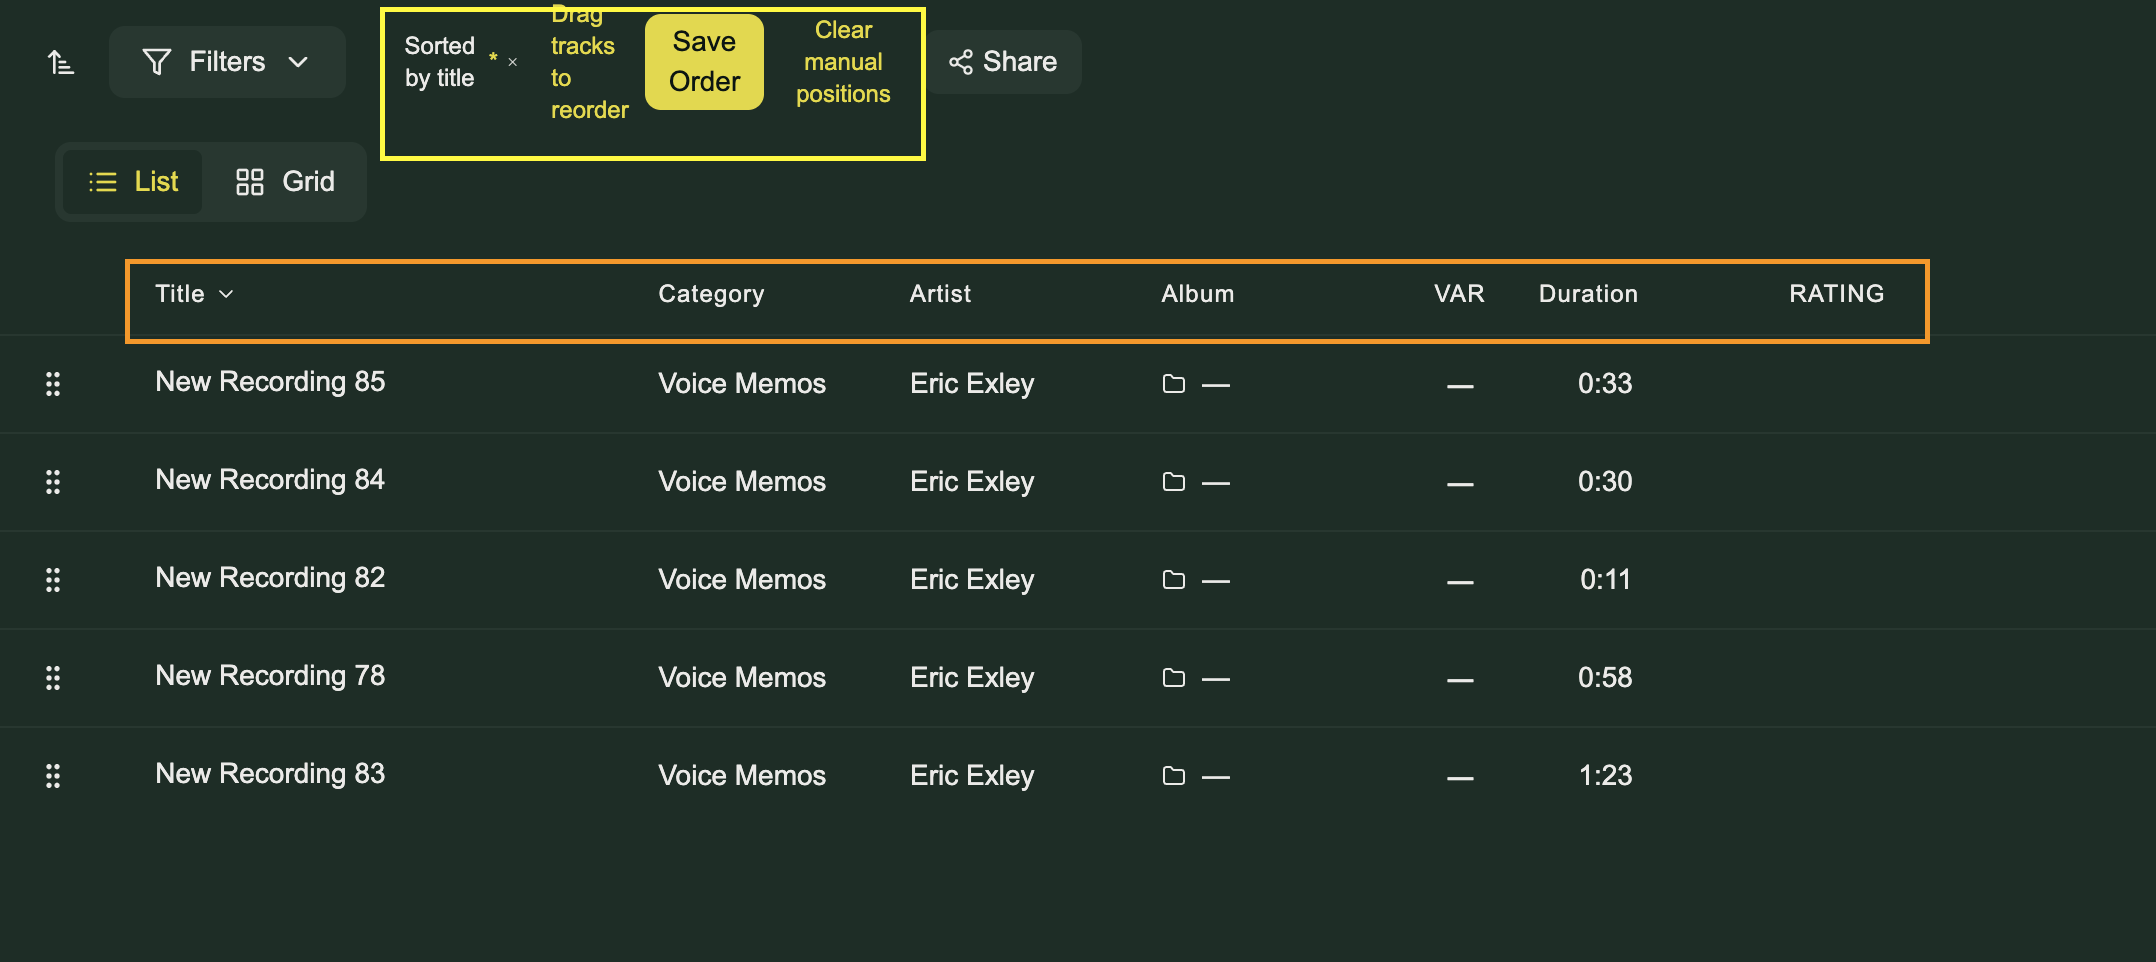 Filters
Sorted
by title * ×
Drag
tracks
to
reorder
Save
Order
Clear
manual
positions
Share
List
Grid
Title Category Artist Album VAR Duration RATING
New Recording 85 Voice Memos Eric Exley — — 0:33
New Recording 84 Voice Memos Eric Exley — — 0:30
New Recording 82 Voice Memos Eric Exley — — 0:11
New Recording 78 Voice Memos Eric Exley — — 0:58
New Recording 83 Voice Memos Eric Exley — — 1:23